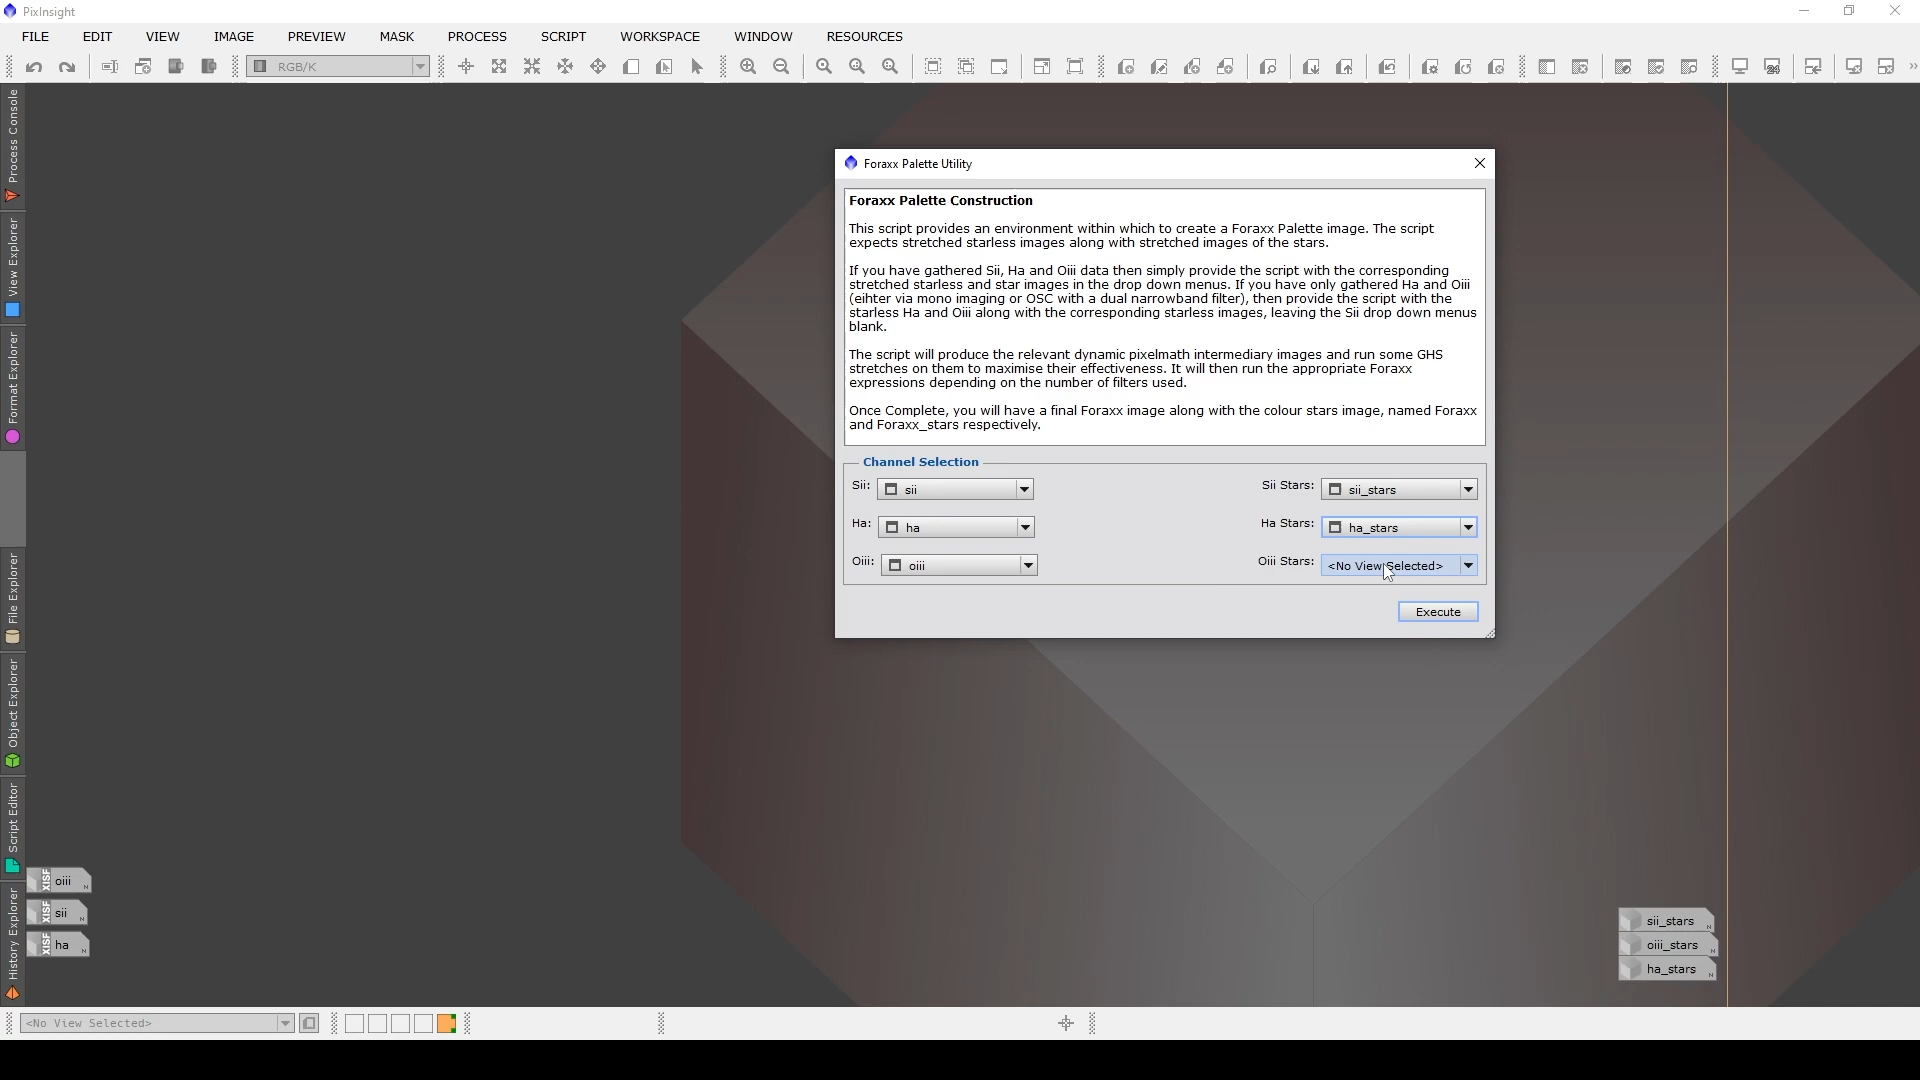 PixInsight
FILE EDIT VIEW IMAGE PREVIEW MASK PROCESS SCRIPT WORKSPACE WINDOW RESOURCES
RGB/K
Process Console
View Explorer
Format Explorer
File Explorer
Object Explorer
Script Editor
History Explorer
Foraxx Palette Utility
Foraxx Palette Construction
This script provides an environment within which to create a Foraxx Palette image. The script
expects stretched starless images along with stretched images of the stars.
If you have gathered Sii, Ha and Oiii data then simply provide the script with the corresponding
stretched starless and star images in the drop down menus. If you have only gathered Ha and Oiii
(eihter via mono imaging or OSC with a dual narrowband filter), then provide the script with the
starless Ha and Oiii along with the corresponding starless images, leaving the Sii drop down menus
blank.
The script will produce the relevant dynamic pixelmath intermediary images and run some GHS
stretches on them to maximise their effectiveness. It will then run the appropriate Foraxx
expressions depending on the number of filters used.
Once Complete, you will have a final Foraxx image along with the colour stars image, named Foraxx
and Foraxx_stars respectively.
Channel Selection
Sii: sii Sii Stars: sii_stars
Ha: ha Ha Stars: ha_stars
Oiii: oiii Oiii Stars: <No View Selected>
Execute
XISF oiii N
XISF sii N
XISF ha N
sii_stars N
oiii_stars N
ha_stars N
<No View Selected>